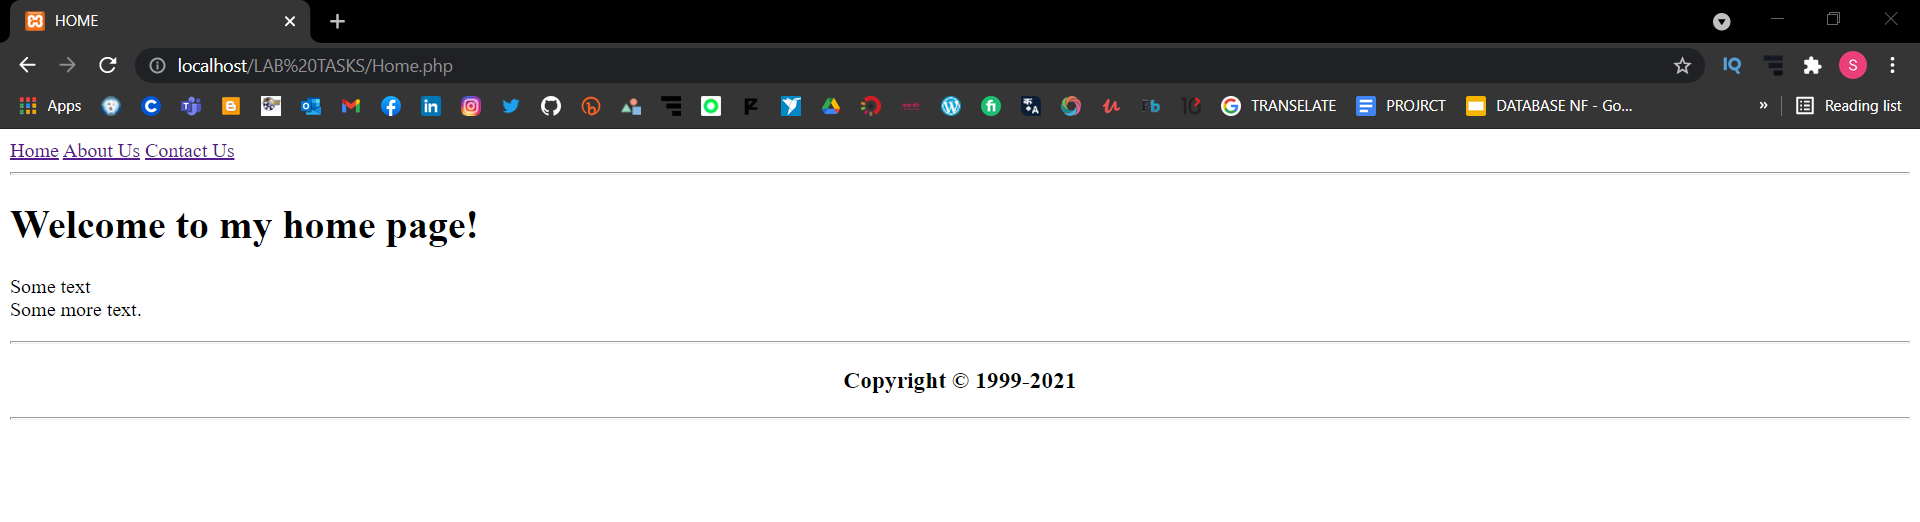 HOME
localhost/LAB%20TASKS/Home.php
S
Apps TRANSELATE PROJRCT DATABASE NF - Go... » Reading list
Home About Us Contact Us
Welcome to my home page!
Some text
Some more text.
Copyright © 1999-2021